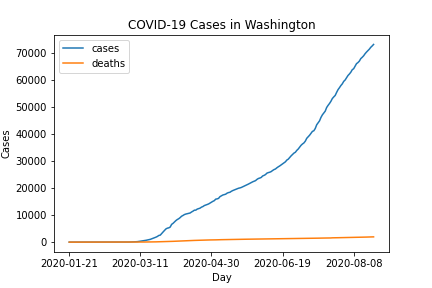 COVID-19 Cases in Washington
cases
deaths
70000
60000
50000
40000
30000
20000
10000
0
Cases
2020-01-21 2020-03-11 2020-04-30 2020-06-19 2020-08-08
Day